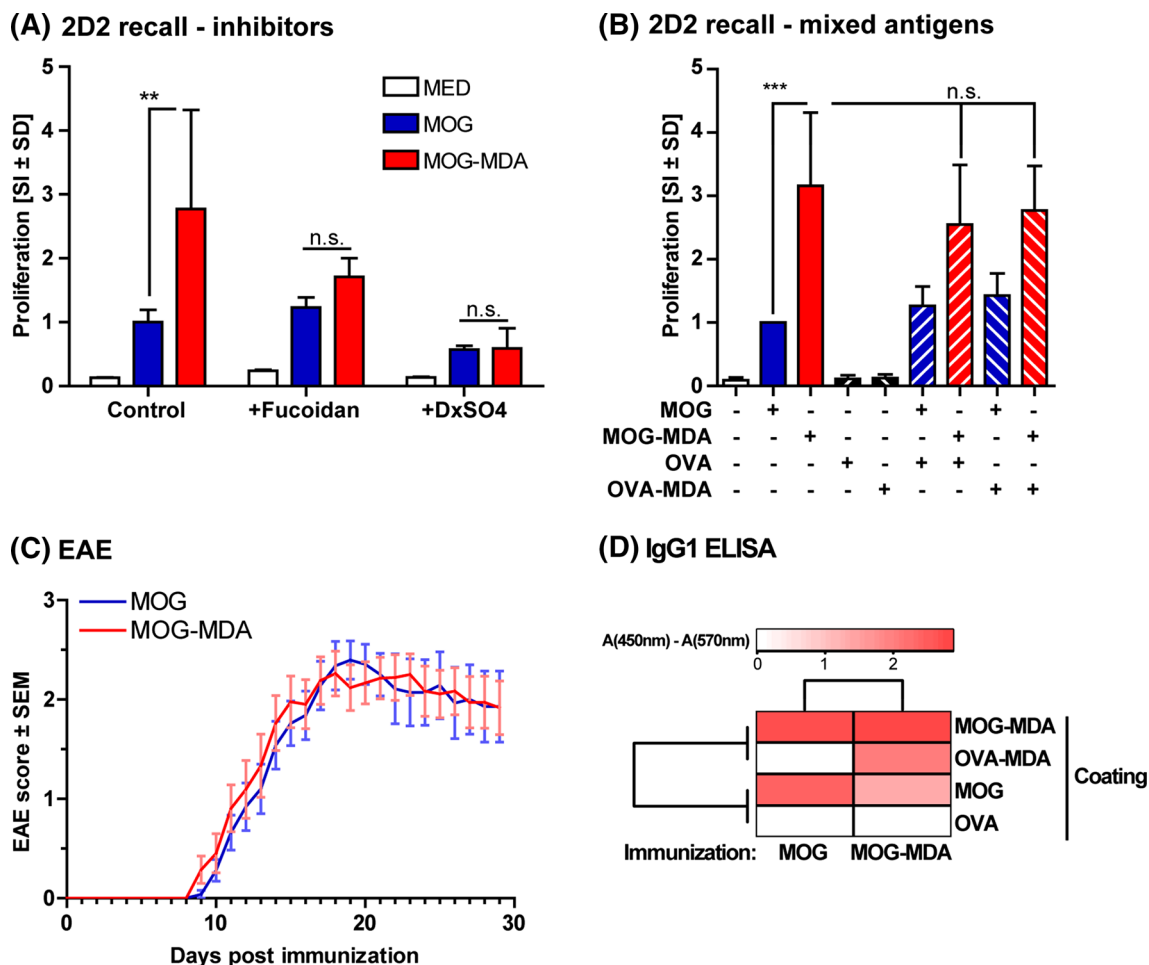 (A) 2D2 recall - inhibitors
Proliferation [SI ± SD]
5
4
3
2
1
0
**
n.s.
n.s.
MED
MOG
MOG-MDA
Control +Fucoidan +DxSO4
(B) 2D2 recall - mixed antigens
Proliferation [SI ± SD]
5
4
3
2
1
0
***
n.s.
MOG - + - - - + - + -
MOG-MDA - - + - - - + - +
OVA - - - + - + + - -
OVA-MDA - - - - + - - + +
(C) EAE
EAE score ± SEM
3
2
1
0
MOG
MOG-MDA
0 10 20 30
Days post immunization
(D) IgG1 ELISA
A(450nm) - A(570nm)
0 1 2
MOG-MDA
OVA-MDA
MOG
OVA
Coating
Immunization: MOG MOG-MDA